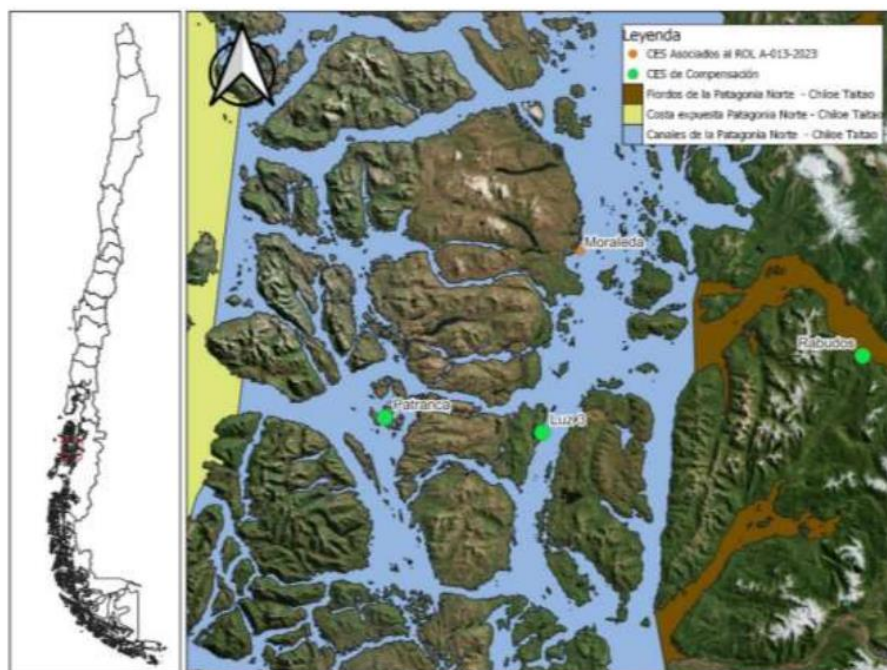 Leyenda
CES Asociados al ROL A-013-2023
CES de Compensación
Fiordos de la Patagonia Norte - Chiloe Taitao
Costa expuesta Patagonia Norte - Chiloe Taitao
Canales de la Patagonia Norte - Chiloe Taitao
Moraleda
Rabudos
Patranca
Luz 3